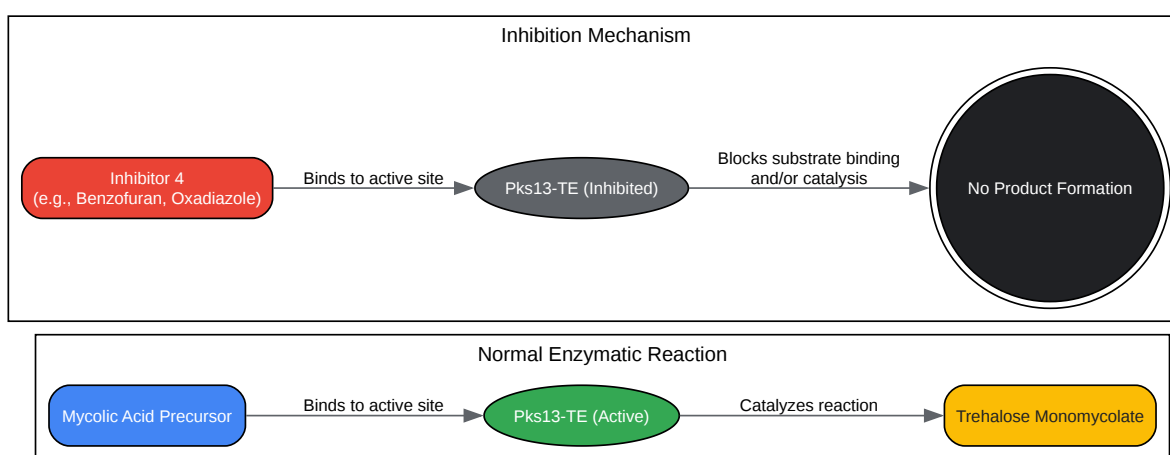 Inhibition Mechanism
Inhibitor 4
(e.g., Benzofuran, Oxadiazole)
Binds to active site
Pks13-TE (Inhibited)
Blocks substrate binding
and/or catalysis
No Product Formation
Normal Enzymatic Reaction
Mycolic Acid Precursor
Binds to active site
Pks13-TE (Active)
Catalyzes reaction
Trehalose Monomycolate